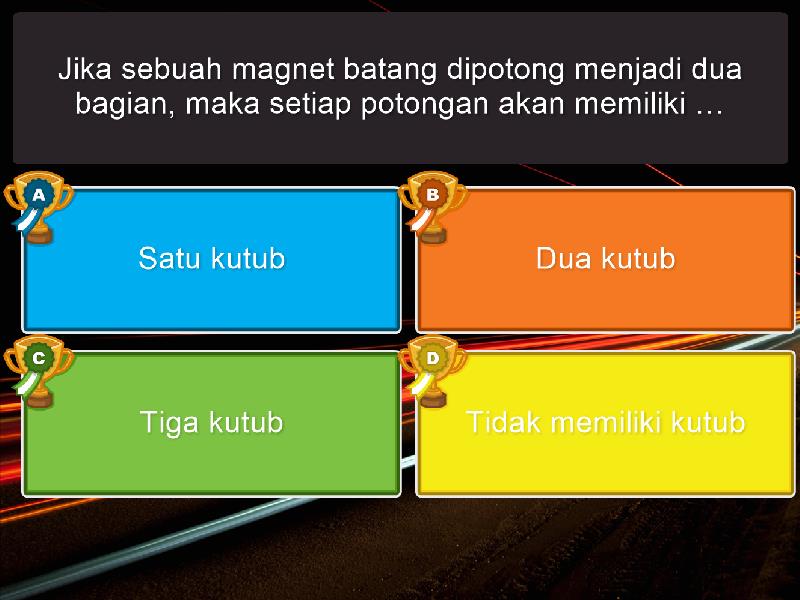 Jika sebuah magnet batang dipotong menjadi dua
bagian, maka setiap potongan akan memiliki ...
A
Satu kutub
B
Dua kutub
C
Tiga kutub
D
Tidak memiliki kutub